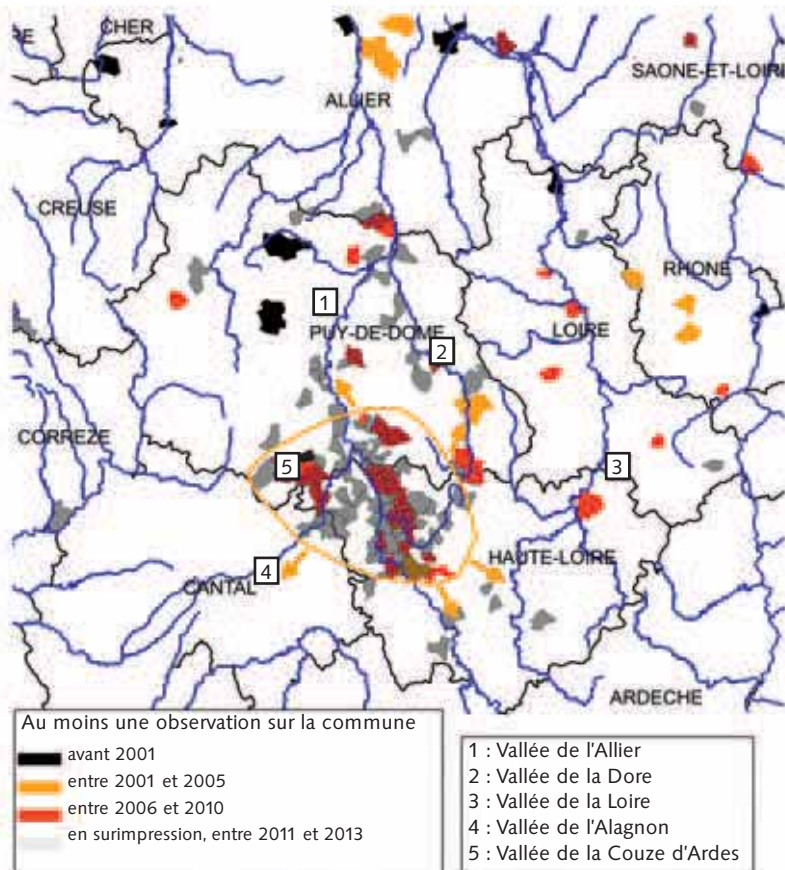 CHER
RE
SAONE-ET-LOIRE
ALLIER
CREUSE
RHONE
1
PUY-DE-DOME
LOIRE
2
CORREZE
5
3
HAUTE-LOIRE
4
CANTAL
ARDECHE
Au moins une observation sur la commune
avant 2001
entre 2001 et 2005
entre 2006 et 2010
en surimpression, entre 2011 et 2013
1 : Vallée de l'Allier
2 : Vallée de la Dore
3 : Vallée de la Loire
4 : Vallée de l'Alagnon
5 : Vallée de la Couze d'Ardes